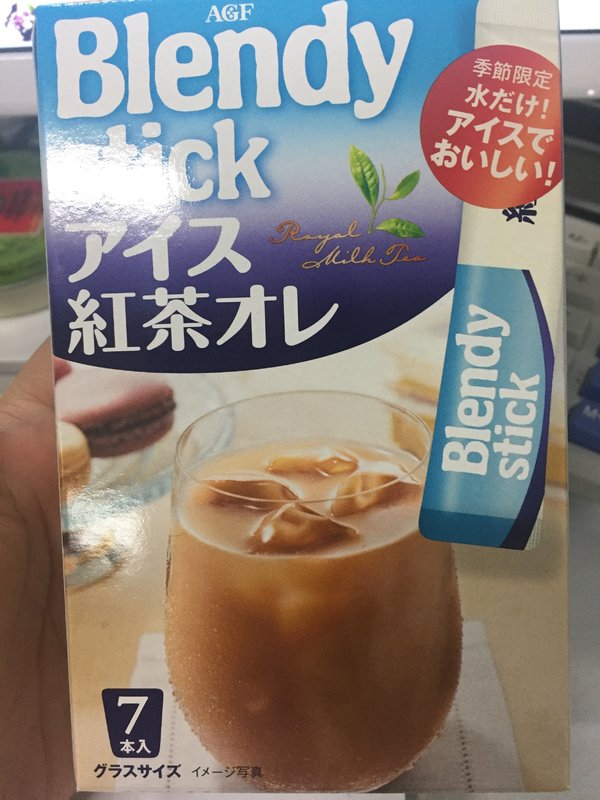 AGF
Blendy
stick
アイス
紅茶オレ
Royal
Milk Tea
季節限定
水だけ!
アイスで
おいしい!
Blendy
stick
7
本入
グラスサイズ イメージ写真